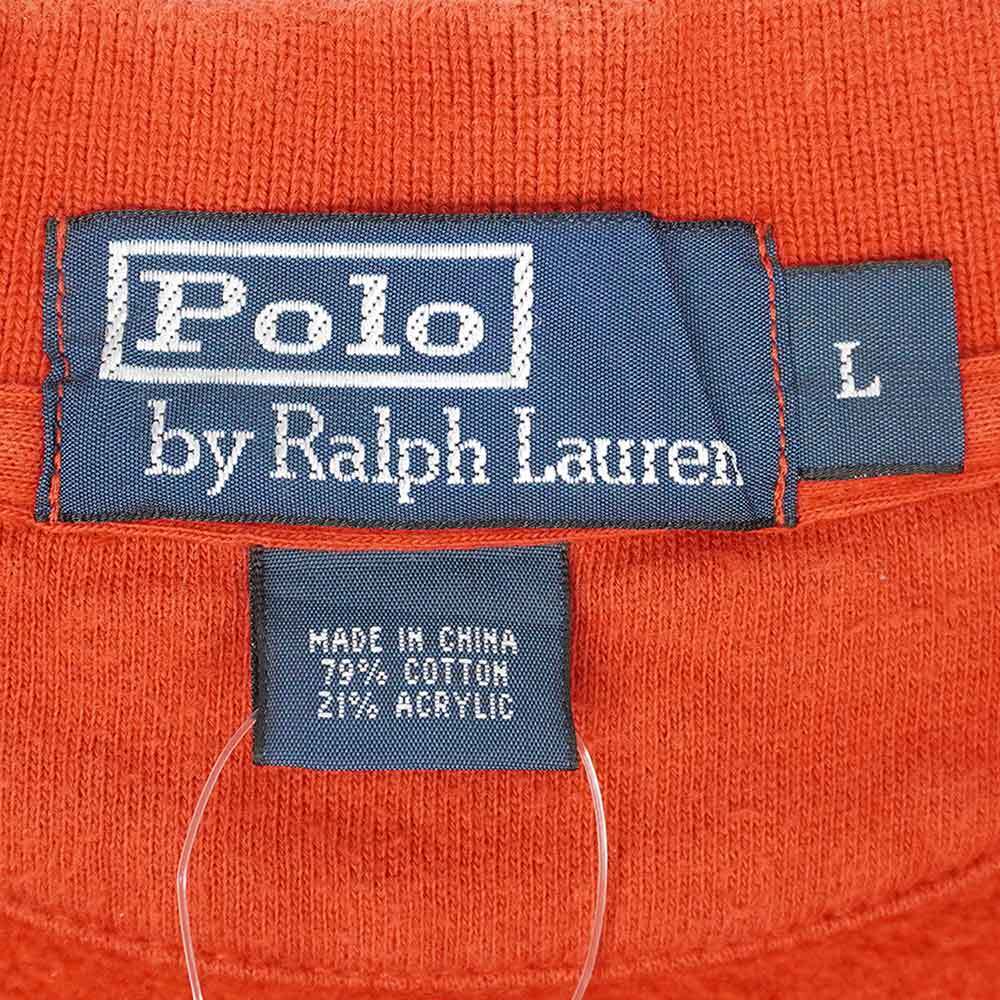 Polo
by Ralph Lauren
L
MADE IN CHINA
79% COTTON
21% ACRYLIC